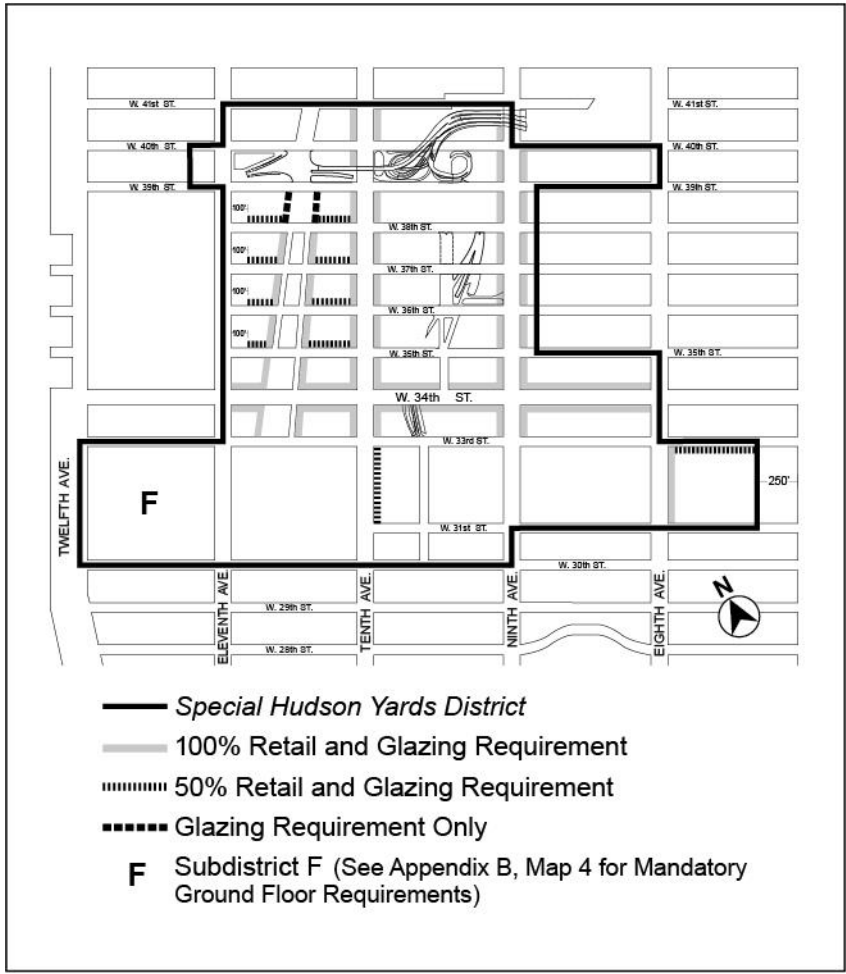 W. 41st ST.
W. 41st ST.
W. 40th ST.
W. 40th ST.
W. 39th ST.
W. 39th ST.
100'
W. 38th ST.
100'
W. 37th ST.
100'
W. 36th ST.
100'
W. 35th ST.
W. 35th ST.
W. 34th ST.
W. 33rd ST.
TWELFTH AVE.
F
250'
W. 31st ST.
W. 30th ST.
ELEVENTH AVE.
TENTH AVE.
NINTH AVE.
EIGHTH AVE.
N
W. 29th ST.
W. 28th ST.
Special Hudson Yards District
100% Retail and Glazing Requirement
50% Retail and Glazing Requirement
Glazing Requirement Only
F Subdistrict F (See Appendix B, Map 4 for Mandatory
Ground Floor Requirements)